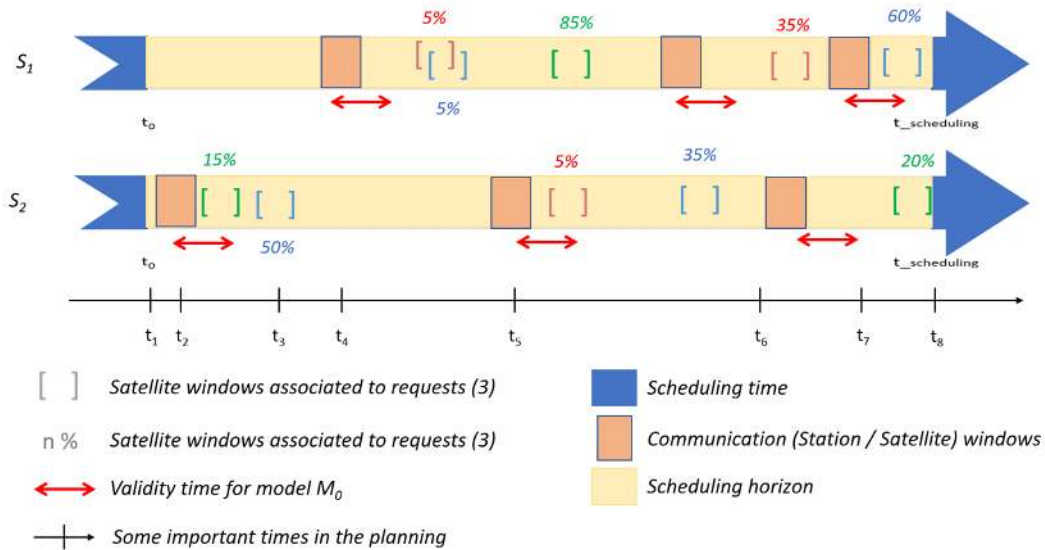 5% 85% 35% 60%
S1
5%
to t_scheduling
15% 5% 35% 20%
S2
50%
to t_scheduling
t1 t2 t3 t4 t5 t6 t7 t8
[ ] Satellite windows associated to requests (3)
Scheduling time
n % Satellite windows associated to requests (3)
Communication (Station / Satellite) windows
Validity time for model M0
Scheduling horizon
Some important times in the planning